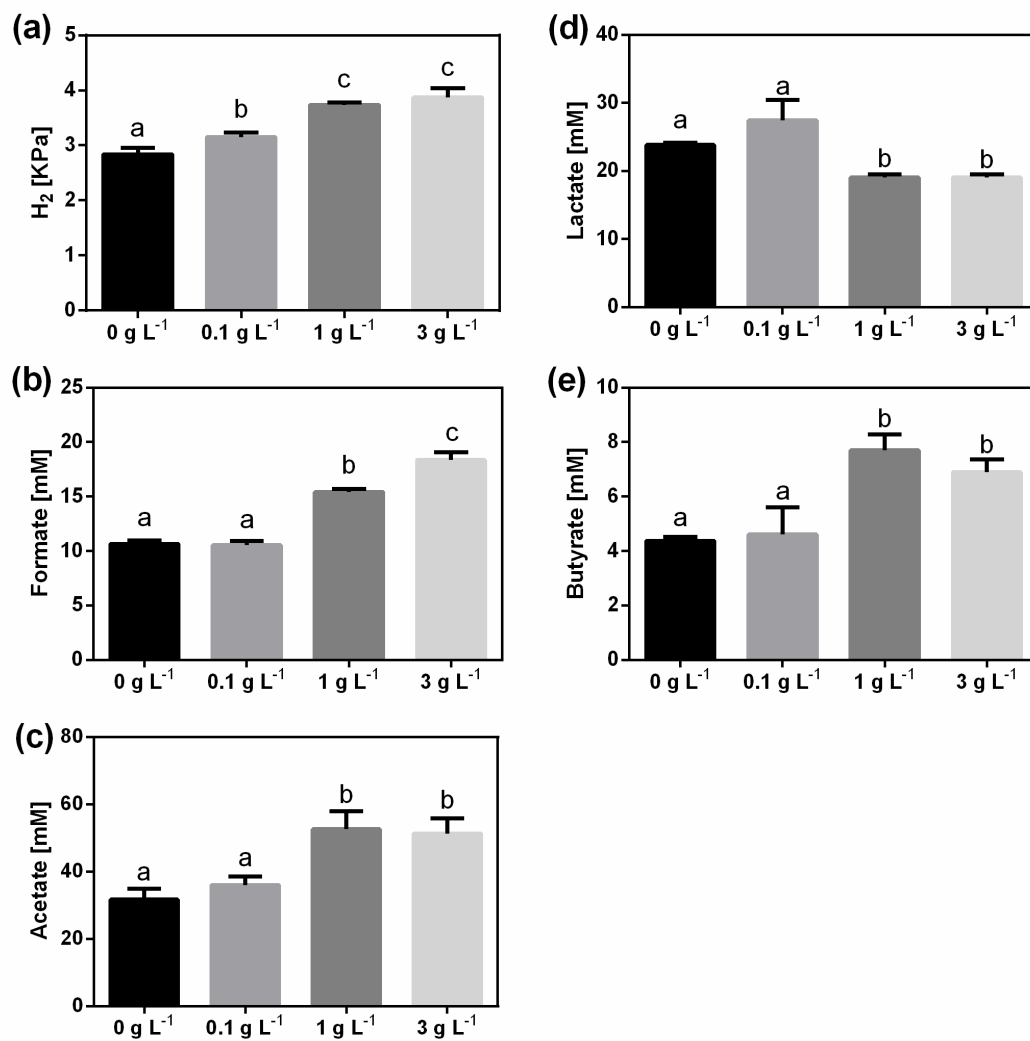 (a)
H₂ [KPa]
5
4
3
2
1
0
a
b
c
c
0 g L⁻¹ 0.1 g L⁻¹ 1 g L⁻¹ 3 g L⁻¹
(b)
Formate [mM]
25
20
15
10
5
0
a
a
b
c
0 g L⁻¹ 0.1 g L⁻¹ 1 g L⁻¹ 3 g L⁻¹
(c)
Acetate [mM]
80
60
40
20
0
a
a
b
b
0 g L⁻¹ 0.1 g L⁻¹ 1 g L⁻¹ 3 g L⁻¹
(d)
Lactate [mM]
40
30
20
10
0
a
a
b
b
0 g L⁻¹ 0.1 g L⁻¹ 1 g L⁻¹ 3 g L⁻¹
(e)
Butyrate [mM]
10
8
6
4
2
0
a
a
b
b
0 g L⁻¹ 0.1 g L⁻¹ 1 g L⁻¹ 3 g L⁻¹